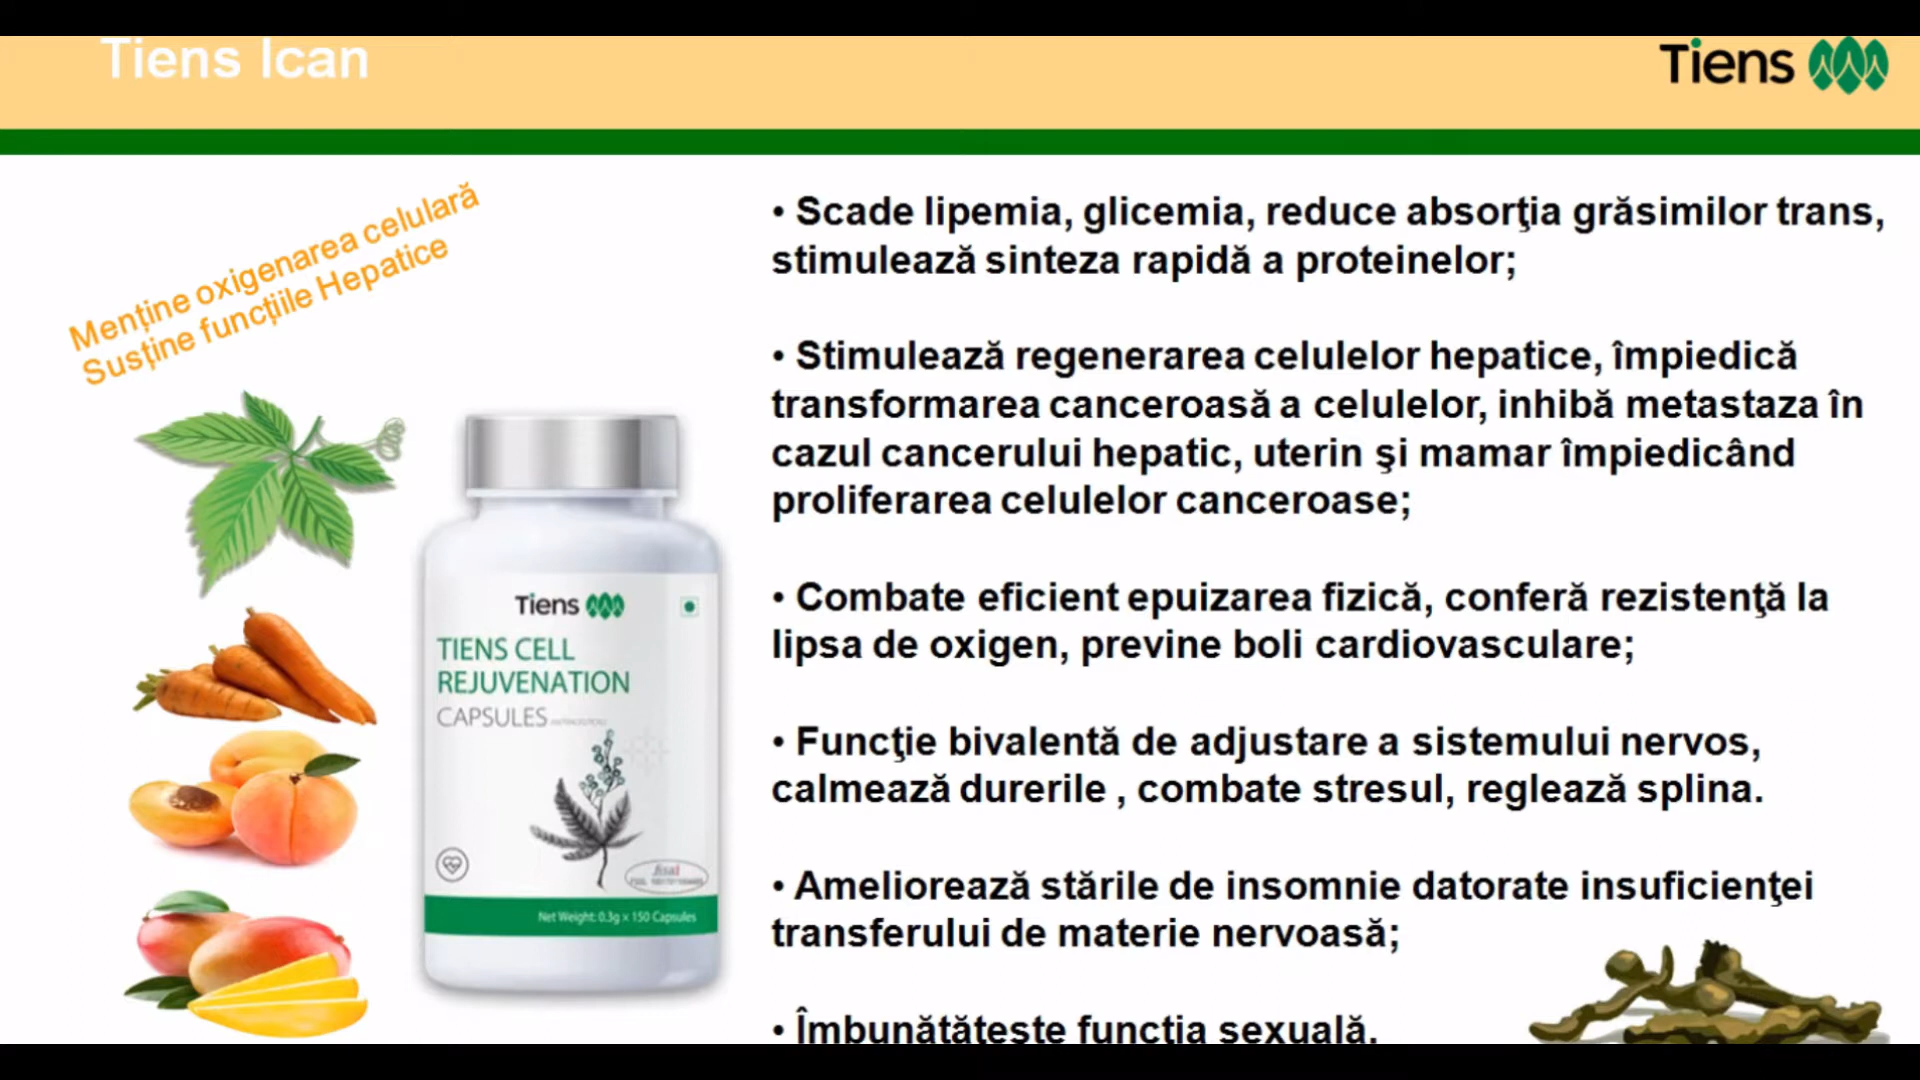 Tiens Ican
Tiens
Menține oxigenarea celulară
Susține funcțiile Hepatice
• Scade lipemia, glicemia, reduce absorţia grăsimilor trans,
stimulează sinteza rapidă a proteinelor;
• Stimulează regenerarea celulelor hepatice, împiedică
transformarea canceroasă a celulelor, inhibă metastaza în
cazul cancerului hepatic, uterin şi mamar împiedicând
proliferarea celulelor canceroase;
• Combate eficient epuizarea fizică, conferă rezistenţă la
lipsa de oxigen, previne boli cardiovasculare;
• Funcţie bivalentă de adjustare a sistemului nervos,
calmează durerile , combate stresul, reglează splina.
• Ameliorează stările de insomnie datorate insuficienţei
transferului de materie nervoasă;
• Îmbunătăţeşte funcţia sexuală.
Tiens
TIENS CELL
REJUVENATION
CAPSULES
fssai
Net Weight: 0.3g x 150 Capsules